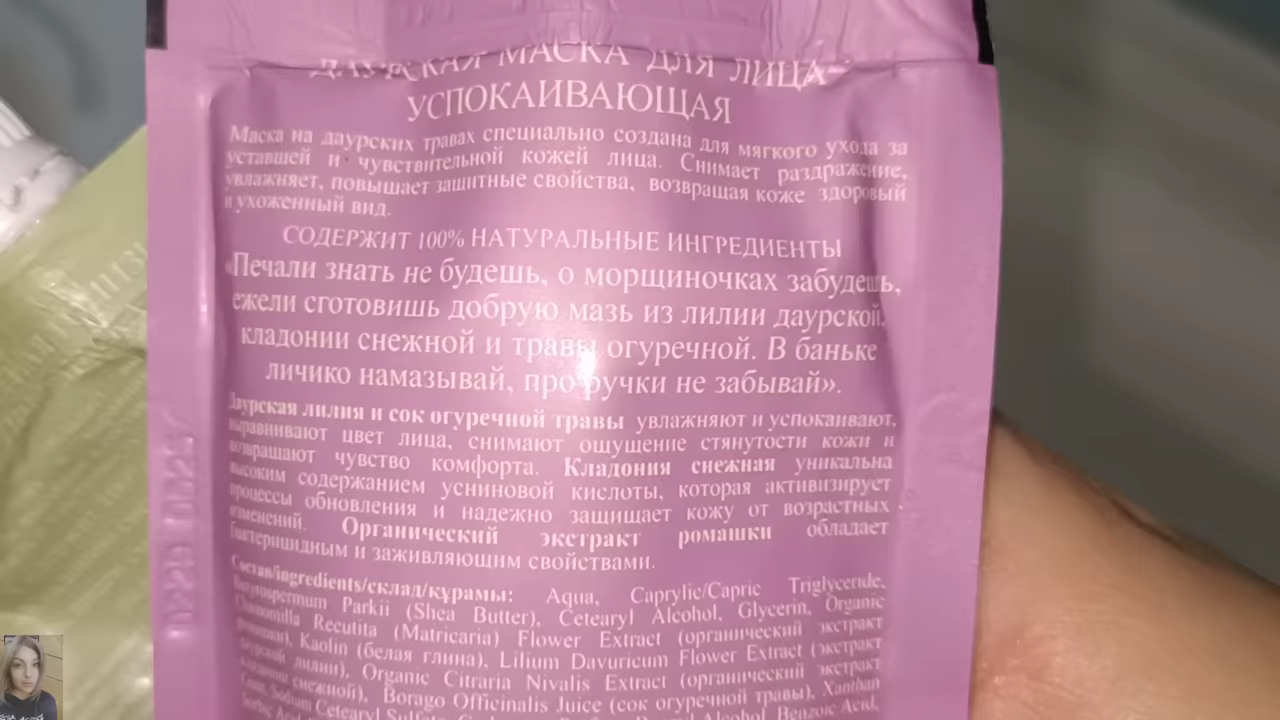 МАСКА ДЛЯ ЛИЦА
УСПОКАИВАЮЩАЯ
Маска на даурских травах специально создана для мягкого ухода за
уставшей и чувствительной кожей лица. Снимает раздражение,
увлажняет, повышает защитные свойства, возвращая коже здоровый
и ухоженный вид.
СОДЕРЖИТ 100% НАТУРАЛЬНЫЕ ИНГРЕДИЕНТЫ
«Печали знать не будешь, о морщиночках забудешь,
ежели сготовишь добрую мазь из лилии даурской,
кладонии снежной и травы огуречной. В баньке
личико намазывай, про ручки не забывай».
Даурская лилия и сок огуречной травы увлажняют и успокаивают,
выравнивают цвет лица, снимают ощущение стянутости кожи и
возвращают чувство комфорта. Кладония снежная уникальна
высоким содержанием усниновой кислоты, которая активизирует
процессы обновления и надежно защищает кожу от возрастных
изменений. Органический экстракт ромашки обладает
бактерицидным и заживляющим свойствами.
Состав/ingredients/склад/құрамы: Aqua, Caprylic/Capric Triglyceride,
Parkii (Shea Butter), Cetearyl Alcohol, Glycerin, Organic
Chamomilla Recutita (Matricaria) Flower Extract (органический экстракт
ромашки), Kaolin (белая глина), Lilium Davuricum Flower Extract (экстракт
даурской лилии), Organic Citraria Nivalis Extract (органический экстракт
кладонии снежной), Borago Officinalis Juice (сок огуречной травы), Xanthan
Gum, Sodium Cetearyl Sulfate, Alcohol, Benzoic Acid,